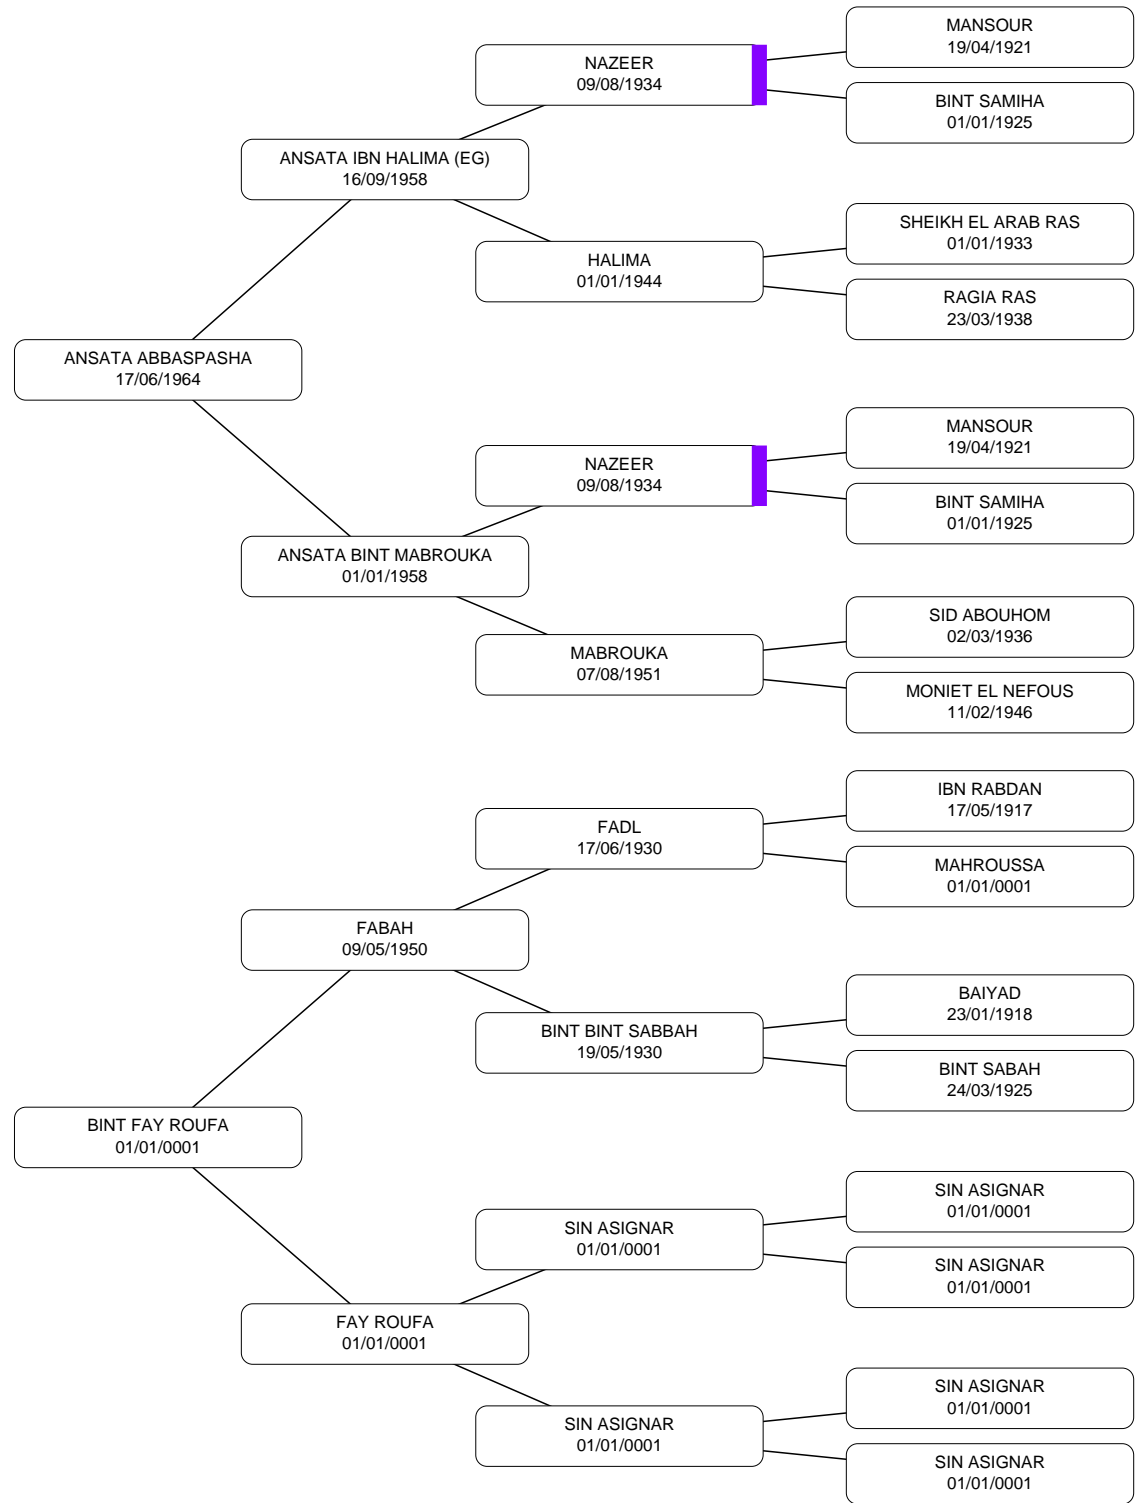 MANSOUR
19/04/1921
NAZEER
09/08/1934
BINT SAMIHA
01/01/1925
ANSATA IBN HALIMA (EG)
16/09/1958
SHEIKH EL ARAB RAS
01/01/1933
HALIMA
01/01/1944
RAGIA RAS
23/03/1938
ANSATA ABBASPASHA
17/06/1964
MANSOUR
19/04/1921
NAZEER
09/08/1934
BINT SAMIHA
01/01/1925
ANSATA BINT MABROUKA
01/01/1958
SID ABOUHOM
02/03/1936
MABROUKA
07/08/1951
MONIET EL NEFOUS
11/02/1946
IBN RABDAN
17/05/1917
FADL
17/06/1930
MAHROUSSA
01/01/0001
FABAH
09/05/1950
BAIYAD
23/01/1918
BINT BINT SABBAH
19/05/1930
BINT SABAH
24/03/1925
BINT FAY ROUFA
01/01/0001
SIN ASIGNAR
01/01/0001
SIN ASIGNAR
01/01/0001
SIN ASIGNAR
01/01/0001
FAY ROUFA
01/01/0001
SIN ASIGNAR
01/01/0001
SIN ASIGNAR
01/01/0001
SIN ASIGNAR
01/01/0001